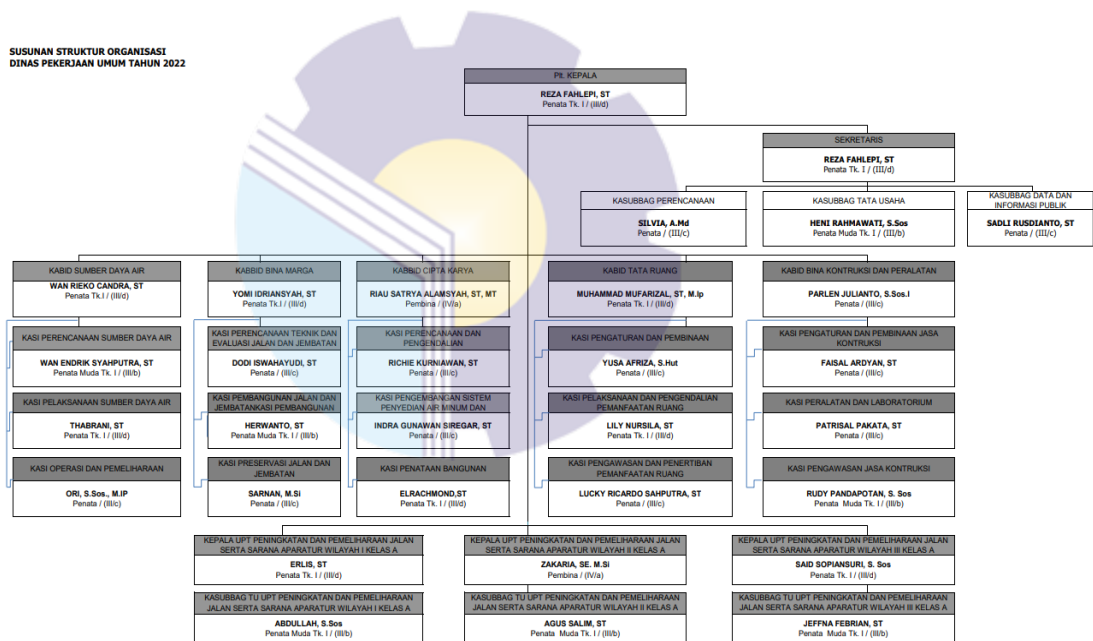 SUSUNAN STRUKTUR ORGANISASI
DINAS PEKERJAAN UMUM TAHUN 2022
Plt. KEPALA
REZA FAHLEPI, ST
Penata Tk. I / (III/d)
SEKRETARIS
REZA FAHLEPI, ST
Penata Tk. I / (III/d)
KASUBBAG PERENCANAAN
SILVIA, A.Md
Penata / (III/c)
KASUBBAG TATA USAHA
HENI RAHMAWATI, S.Sos
Penata Muda Tk. I / (III/b)
KASUBBAG DATA DAN
INFORMASI PUBLIK
SADLI RUSDIANTO, ST
Penata / (III/c)
KABID SUMBER DAYA AIR
WAN RIEKO CANDRA, ST
Penata Tk.I / (III/d)
KASI PERENCANAAN SUMBER DAYA AIR
WAN ENDRIK SYAHPUTRA, ST
Penata Muda Tk. I / (III/b)
KASI PELAKSANAAN SUMBER DAYA AIR
THABRANI, ST
Penata Tk. I / (III/d)
KASI OPERASI DAN PEMELIHARAAN
ORI, S.Sos., M.IP
Penata / (III/c)
KABBID BINA MARGA
YOMI IDRIANSYAH, ST
Penata Tk.I / (III/d)
KASI PERENCANAAN TEKNIK DAN
EVALUASI JALAN DAN JEMBATAN
DODI ISWAHAYUDI, ST
Penata / (III/c)
KASI PEMBANGUNAN JALAN DAN
JEMBATANKASI PEMBANGUNAN
HERWANTO, ST
Penata Muda Tk. I / (III/b)
KASI PRESERVASI JALAN DAN
JEMBATAN
SARNAN, M.Si
Penata / (III/c)
KABBID CIPTA KARYA
RIAU SATRYA ALAMSYAH, ST, MT
Pembina / (IV/a)
KASI PERENCANAAN DAN
PENGENDALIAN
RICHIE KURNIAWAN, ST
Penata / (III/c)
KASI PENGEMBANGAN SISTEM
PENYEDIAN AIR MINUM DAN
INDRA GUNAWAN SIREGAR, ST
Penata / (III/c)
KASI PENATAAN BANGUNAN
ELRACHMOND,ST
Penata Tk. I / (III/d)
KABID TATA RUANG
MUHAMMAD MUFARIZAL, ST, M.Ip
Penata Tk. I / (III/d)
KASI PENGATURAN DAN PEMBINAAN
YUSA AFRIZA, S.Hut
Penata / (III/c)
KASI PELAKSANAAN DAN PENGENDALIAN
PEMANFAATAN RUANG
LILY NURSILA, ST
Penata Tk. I / (III/d)
KASI PENGAWASAN DAN PENERTIBAN
PEMANFAATAN RUANG
LUCKY RICARDO SAHPUTRA, ST
Penata / (III/c)
KABID BINA KONTRUKSI DAN PERALATAN
PARLEN JULIANTO, S.Sos.I
Penata / (III/c)
KASI PENGATURAN DAN PEMBINAAN JASA
KONTRUKSI
FAISAL ARDYAN, ST
Penata / (III/c)
KASI PERALATAN DAN LABORATORIUM
PATRISAL PAKATA, ST
Penata / (III/c)
KASI PENGAWASAN JASA KONTRUKSI
RUDY PANDAPOTAN, S. Sos
Penata Muda Tk. I / (III/b)
KEPALA UPT PENINGKATAN DAN PEMELIHARAAN JALAN
SERTA SARANA APARATUR WILAYAH I KELAS A
ERLIS, ST
Penata Tk. I / (III/d)
KASUBBAG TU UPT PENINGKATAN DAN PEMELIHARAAN
JALAN SERTA SARANA APARATUR WILAYAH I KELAS A
ABDULLAH, S.Sos
Penata Muda Tk. I / (III/b)
KEPALA UPT PENINGKATAN DAN PEMELIHARAAN JALAN
SERTA SARANA APARATUR WILAYAH II KELAS A
ZAKARIA, SE. M.Si
Pembina / (IV/a)
KASUBBAG TU UPT PENINGKATAN DAN PEMELIHARAAN
JALAN SERTA SARANA APARATUR WILAYAH II KELAS A
AGUS SALIM, ST
Penata Muda Tk. I / (III/b)
KEPALA UPT PENINGKATAN DAN PEMELIHARAAN JALAN
SERTA SARANA APARATUR WILAYAH III KELAS A
SAID SOPIANSURI, S. Sos
Penata Tk. I / (III/d)
KASUBBAG TU UPT PENINGKATAN DAN PEMELIHARAAN
JALAN SERTA SARANA APARATUR WILAYAH III KELAS A
JEFFNA FEBRIAN, ST
Penata Muda Tk. I / (III/b)